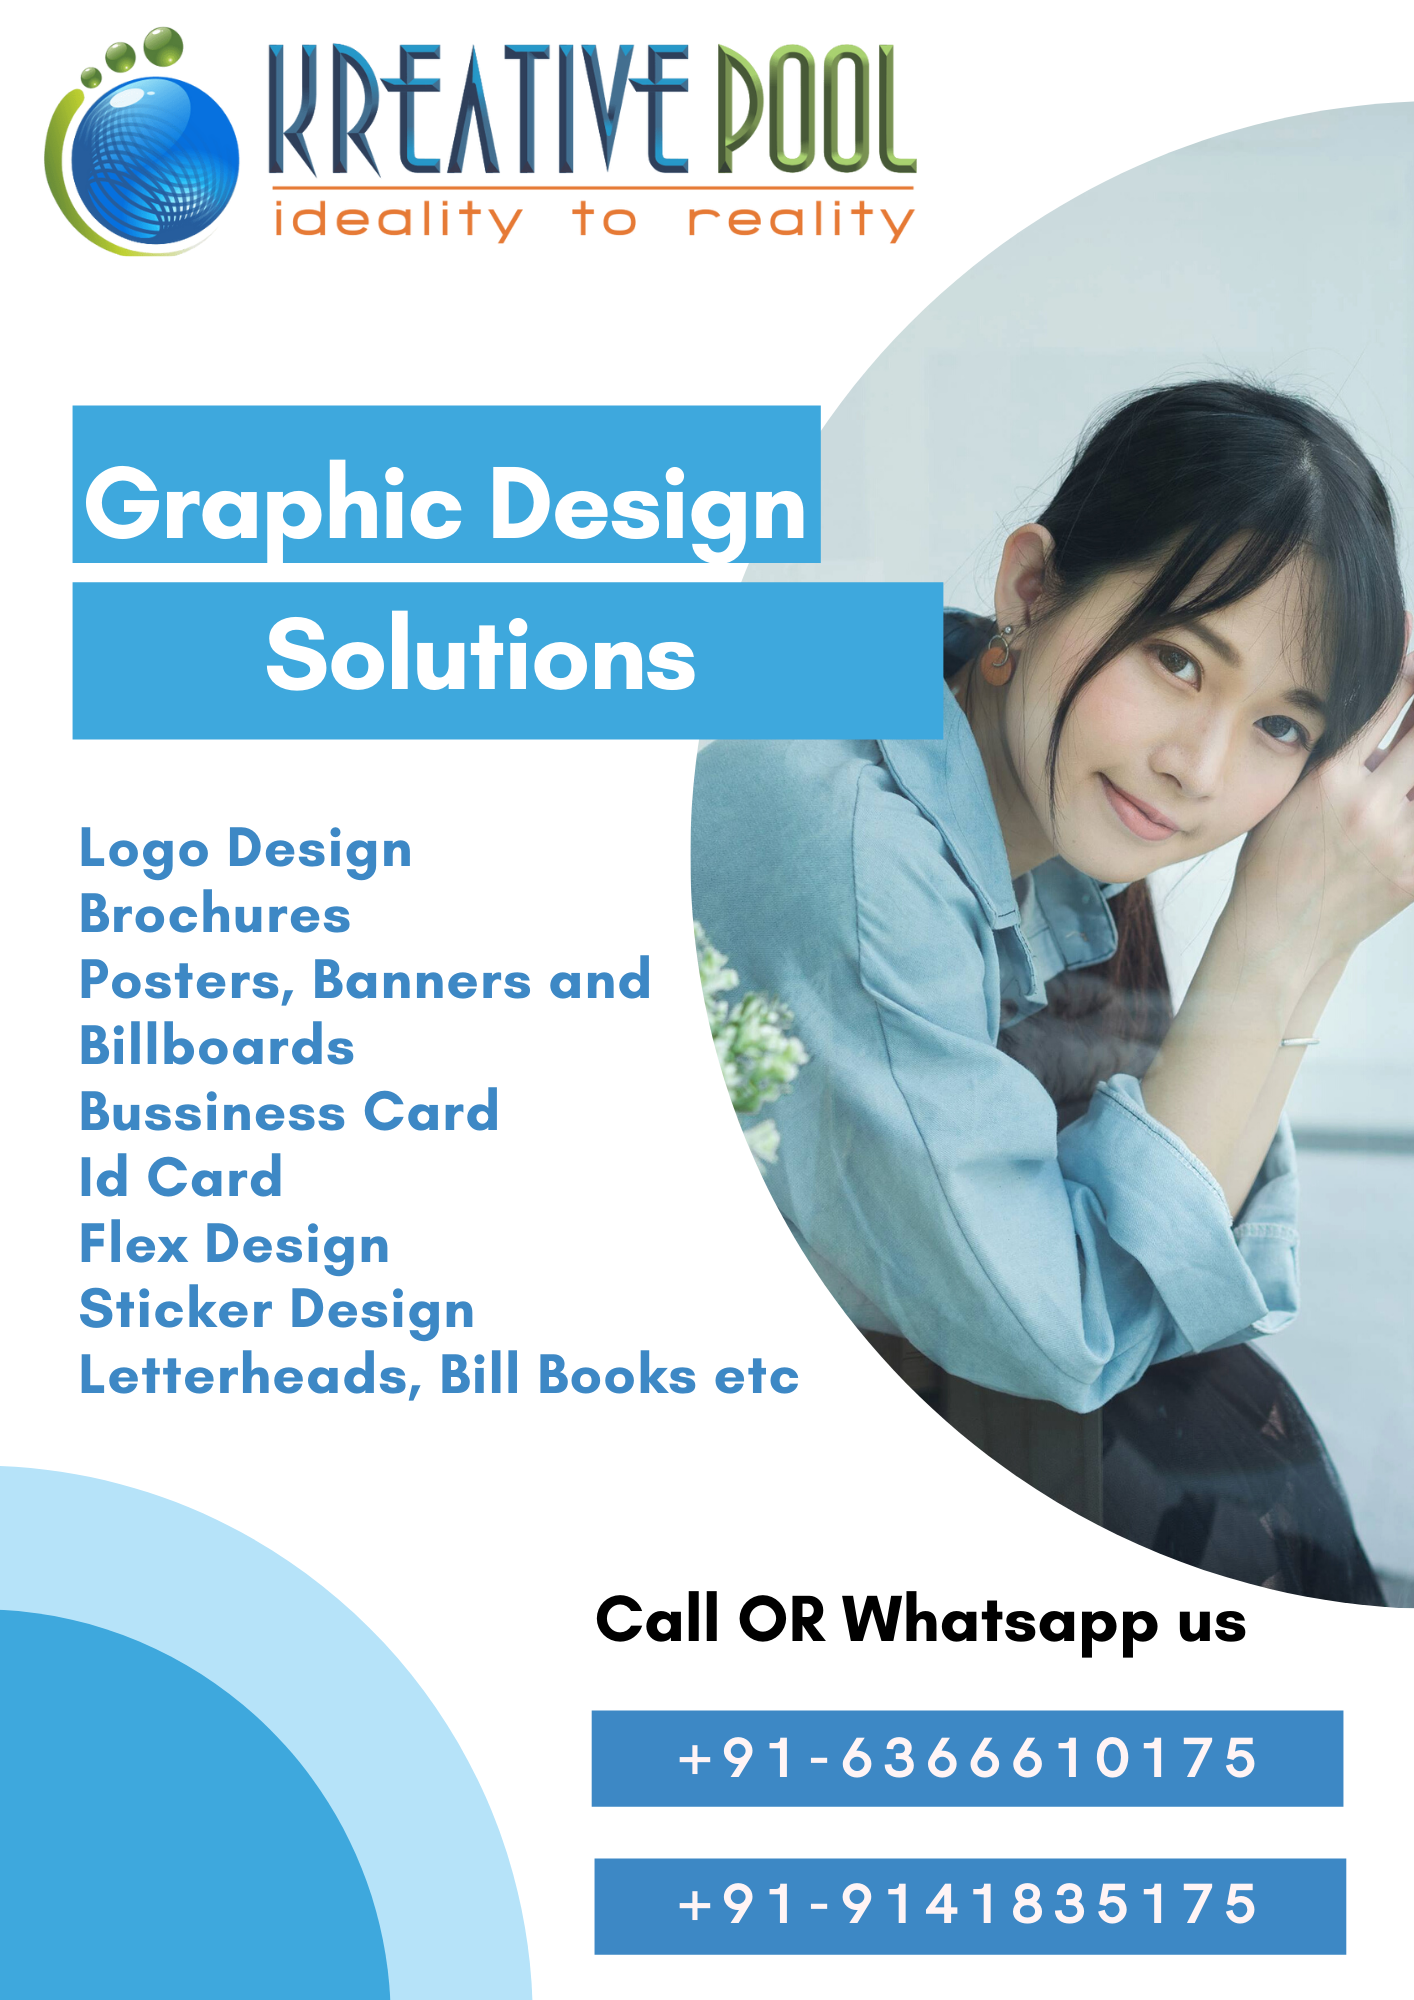 KREATIVE POOL
ideality to reality
Graphic Design
Solutions
Logo Design
Brochures
Posters, Banners and
Billboards
Bussiness Card
Id Card
Flex Design
Sticker Design
Letterheads, Bill Books etc
Call OR Whatsapp us
+91-6366610175
+91-9141835175